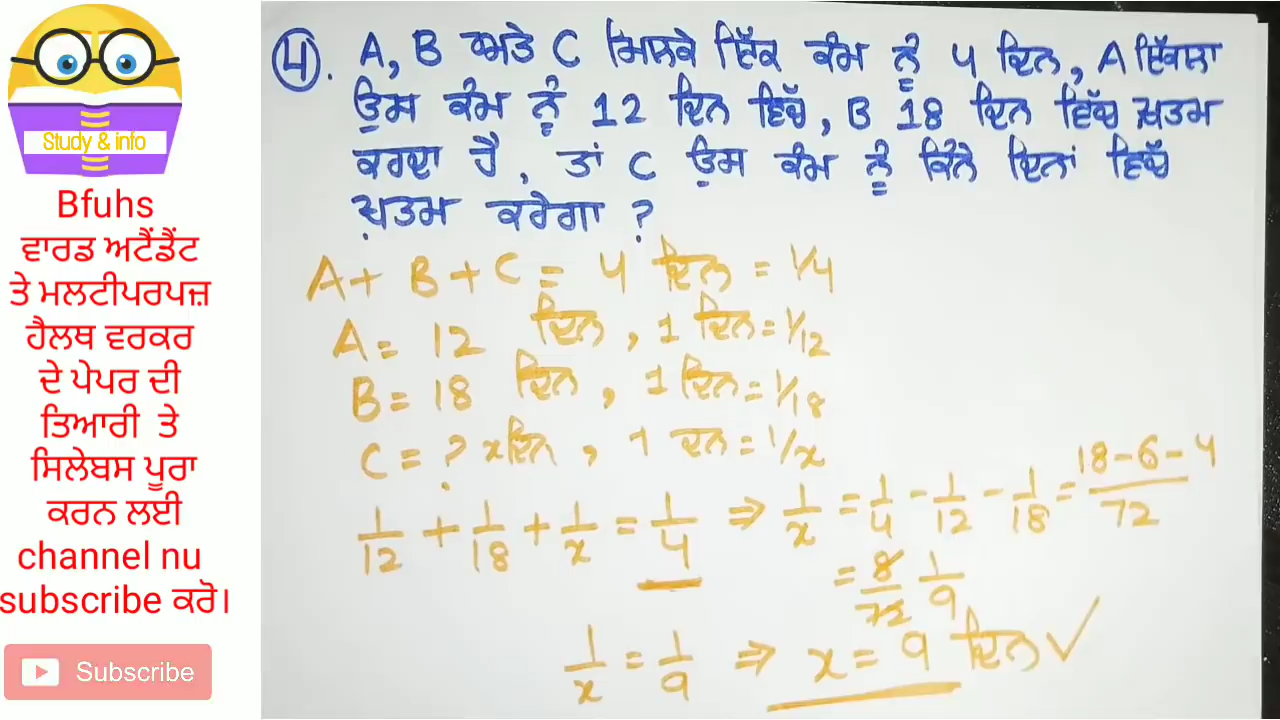 Study & info
Bfuhs
ਵਾਰਡ ਅਟੈਂਡੈਂਟ
ਤੇ ਮਲਟੀਪਰਪਜ਼
ਹੈਲਥ ਵਰਕਰ
ਦੇ ਪੇਪਰ ਦੀ
ਤਿਆਰੀ ਤੇ
ਸਿਲੇਬਸ ਪੂਰਾ
ਕਰਨ ਲਈ
channel nu
subscribe ਕਰੋ।
Subscribe
4. A, B ਅਤੇ C ਮਿਲਕੇ ਇੱਕ ਕੰਮ ਨੂੰ 4 ਦਿਨ, A ਇੱਕਲਾ
ਉਸ ਕੰਮ ਨੂੰ 12 ਦਿਨ ਵਿੱਚ, B 18 ਦਿਨ ਵਿੱਚ ਖ਼ਤਮ
ਕਰਦਾ ਹੈ, ਤਾਂ C ਉਸ ਕੰਮ ਨੂੰ ਕਿੰਨੇ ਦਿਨਾਂ ਵਿੱਚ
ਖ਼ਤਮ ਕਰੇਗਾ ?
A + B + C = 4 ਦਿਨ = 1/4
A = 12 ਦਿਨ , 1 ਦਿਨ = 1/12
B = 18 ਦਿਨ , 1 ਦਿਨ = 1/18
C = ? x ਦਿਨ , 1 ਦਨ = 1/x
1/12 + 1/18 + 1/x = 1/4 ⇒ 1/x = 1/4 - 1/12 - 1/18 = 18-6-4/72
= 8/72 1/9
1/x = 1/9 ⇒ x = 9 ਦਿਨ ✓